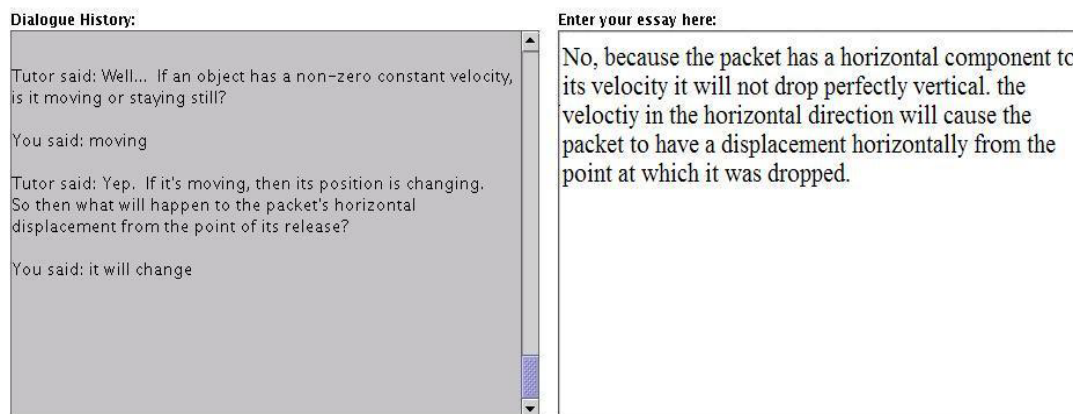 Dialogue History:
Tutor said: Well... If an object has a non-zero constant velocity,
is it moving or staying still?
You said: moving
Tutor said: Yep. If it's moving, then its position is changing.
So then what will happen to the packet's horizontal
displacement from the point of its release?
You said: it will change
Enter your essay here:
No, because the packet has a horizontal component to
its velocity it will not drop perfectly vertical. the
veloctiy in the horizontal direction will cause the
packet to have a displacement horizontally from the
point at which it was dropped.